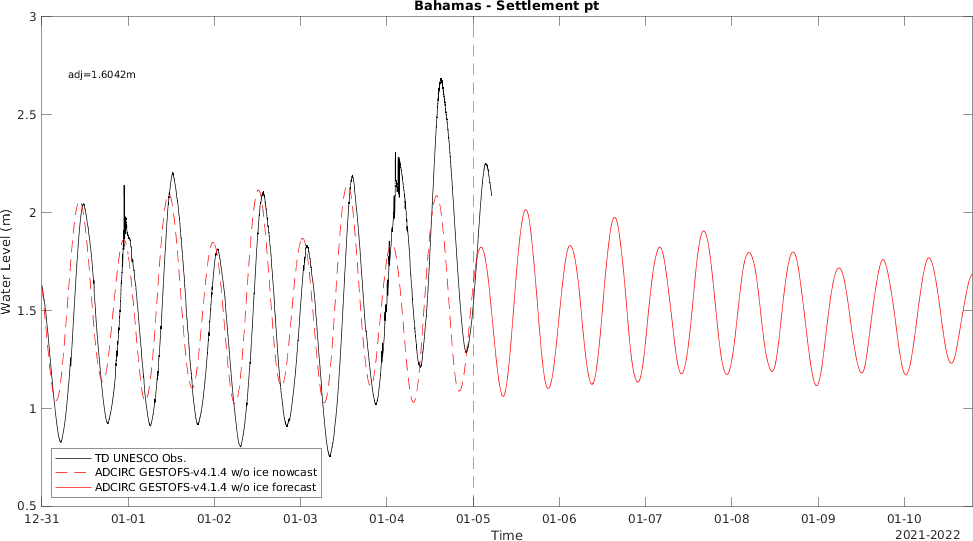 Bahamas - Settlement pt
3
adj=1.6042m
2.5
2
Water Level (m)
1.5
1
TD UNESCO Obs.
ADCIRC GESTOFS-v4.1.4 w/o ice nowcast
ADCIRC GESTOFS-v4.1.4 w/o ice forecast
0.5
12-31 01-01 01-02 01-03 01-04 01-05 01-06 01-07 01-08 01-09 01-10
Time
2021-2022